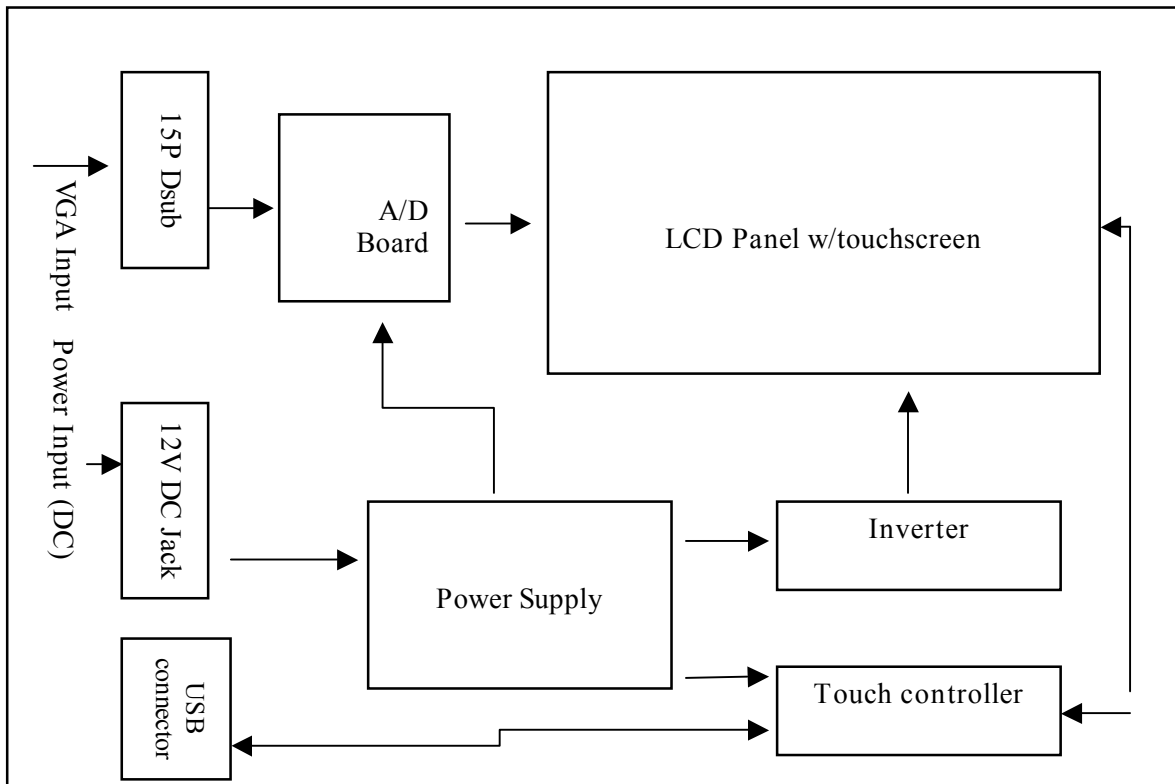 VGA Input
15P Dsub
A/D
Board
LCD Panel w/touchscreen
Power Input (DC)
12V DC Jack
Power Supply
Inverter
USB
connector
Touch controller